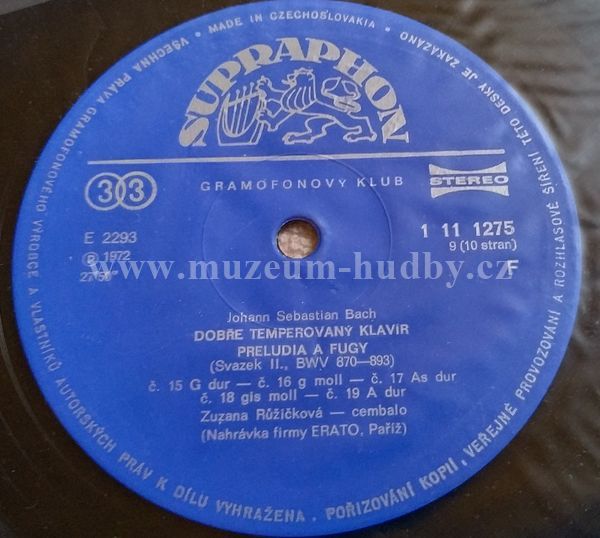 VŠECHNA PRÁVA GRAMOFONOVÉHO VÝROBCE A VLASTNÍKŮ AUTORSKÝCH PRÁV K DÍLU VYHRAŽENA. POŘIZOVÁNÍ KOPIÍ, VEŘEJNÉ PROVOZOVÁNÍ A ROZHLASOVÉ ŠÍŘENÍ TÉTO DESKY JE ZAKÁZÁNO
• MADE IN CZECHOSLOVAKIA •
SUPRAPHON
33 GRAMOFONOVÝ KLUB STEREO
E 2293 1 11 1275
Ⓟ 1972 9 (10 stran)
F
www.muzeum-hudby.cz
Johann Sebastian Bach
DOBŘE TEMPEROVANÝ KLAVÍR
PRELUDIA A FUGY
(Svazek II., BWV 870—893)
č. 15 G dur — č. 16 g moll — č. 17 As dur
č. 18 gis moll — č. 19 A dur
Zuzana Růžičková — cembalo
(Nahrávka firmy ERATO, Paříž)